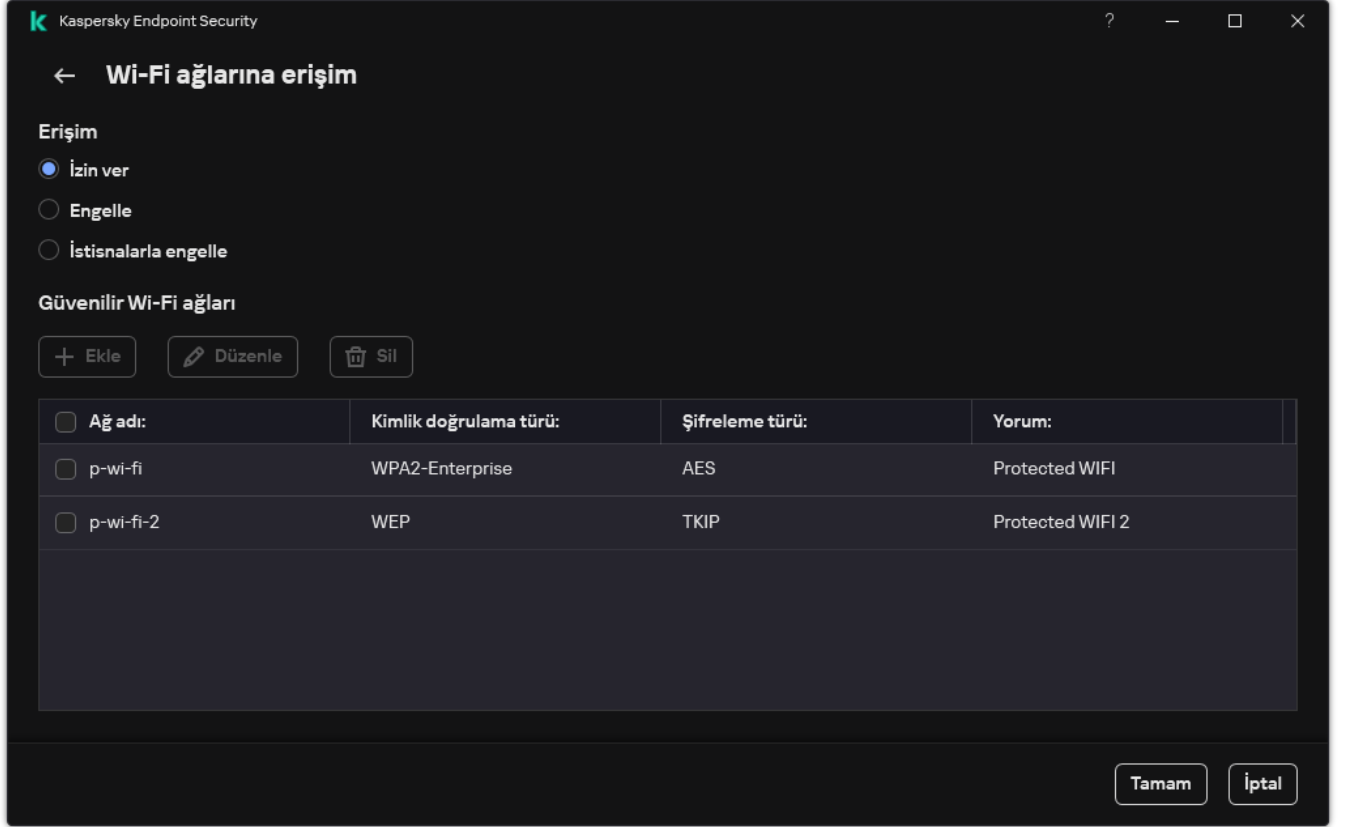 Kaspersky Endpoint Security
?
Wi-Fi ağlarına erişim
Erişim
İzin ver
Engelle
İstisnalarla engelle
Güvenilir Wi-Fi ağları
Ekle Düzenle Sil
Ağ adı: Kimlik doğrulama türü: Şifreleme türü: Yorum:
p-wi-fi WPA2-Enterprise AES Protected WIFI
p-wi-fi-2 WEP TKIP Protected WIFI 2
Tamam İptal